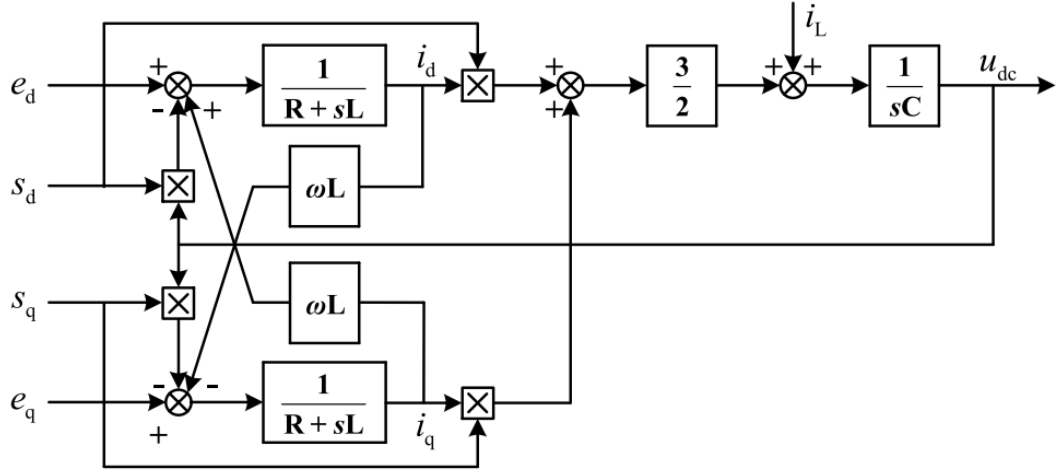 i_L
e_d
+
-
+
1
R + sL
i_d
×
+
+
3
2
+
+
1
sC
u_dc
s_d
×
ωL
s_q
×
ωL
e_q
-
-
+
1
R + sL
i_q
×